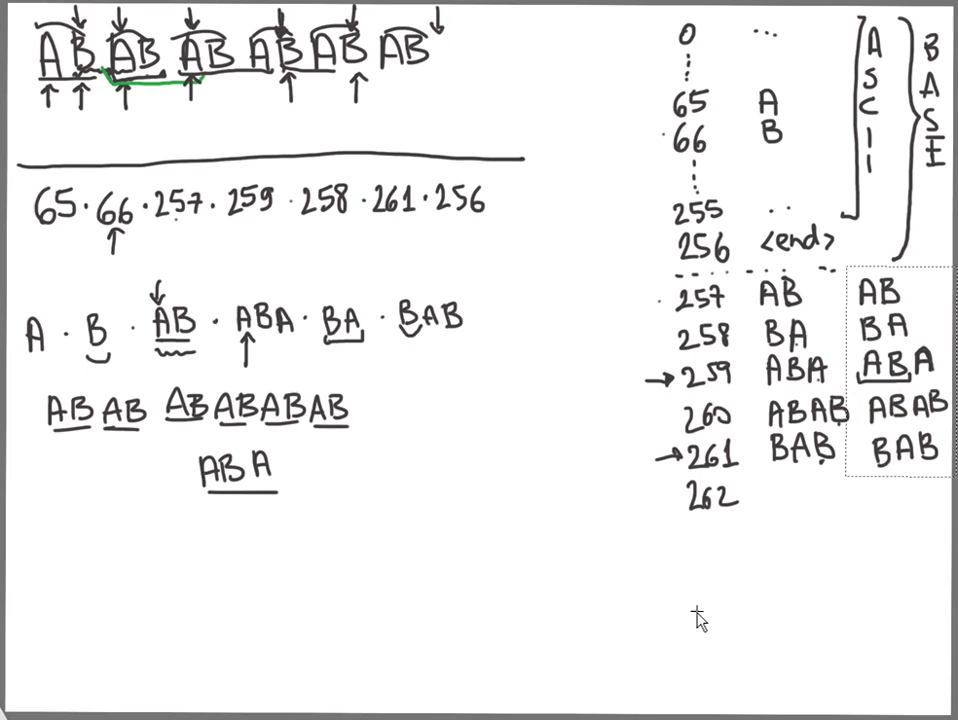 AB AB AB AB AB AB
65 · 66 · 257 · 259 · 258 · 261 · 256
A · B · AB · ABA · BA · BAB
AB AB AB AB AB AB
ABA
0 ...
65 A
66 B
255 ..
256 <end>
257 AB AB
258 BA BA
259 ABA ABA
260 ABAB ABAB
261 BAB BAB
262
ASCII
BASE